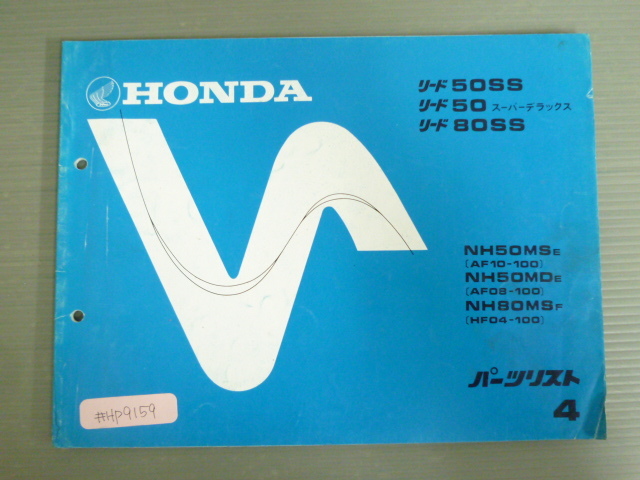 HONDA
リード50SS
リード50 スーパーデラックス
リード80SS
NH50MSE
(AF10-100)
NH50MDE
(AF08-100)
NH80MSF
(HF04-100)
パーツリスト
4
#HP9159